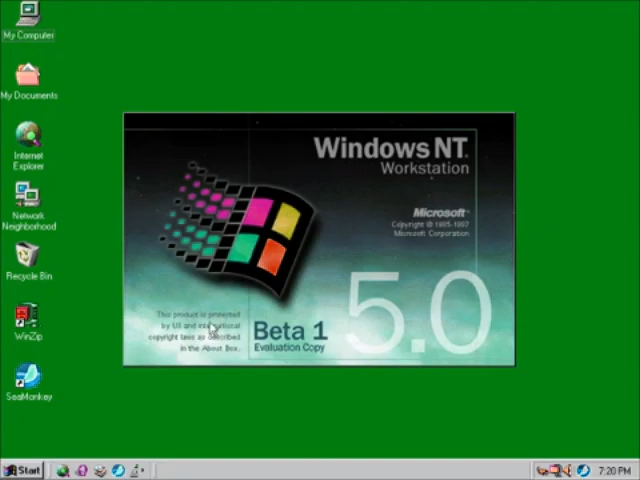 My Computer
My Documents
Internet
Explorer
Network
Neighborhood
Recycle Bin
WinZip
SeaMonkey
Windows NT
Workstation
Microsoft
Copyright © 1985-1997
Microsoft Corporation
5.0
This product is protected
by US and international
copyright laws as described
in the About Box.
Beta 1
Evaluation Copy
Start
7:20 PM